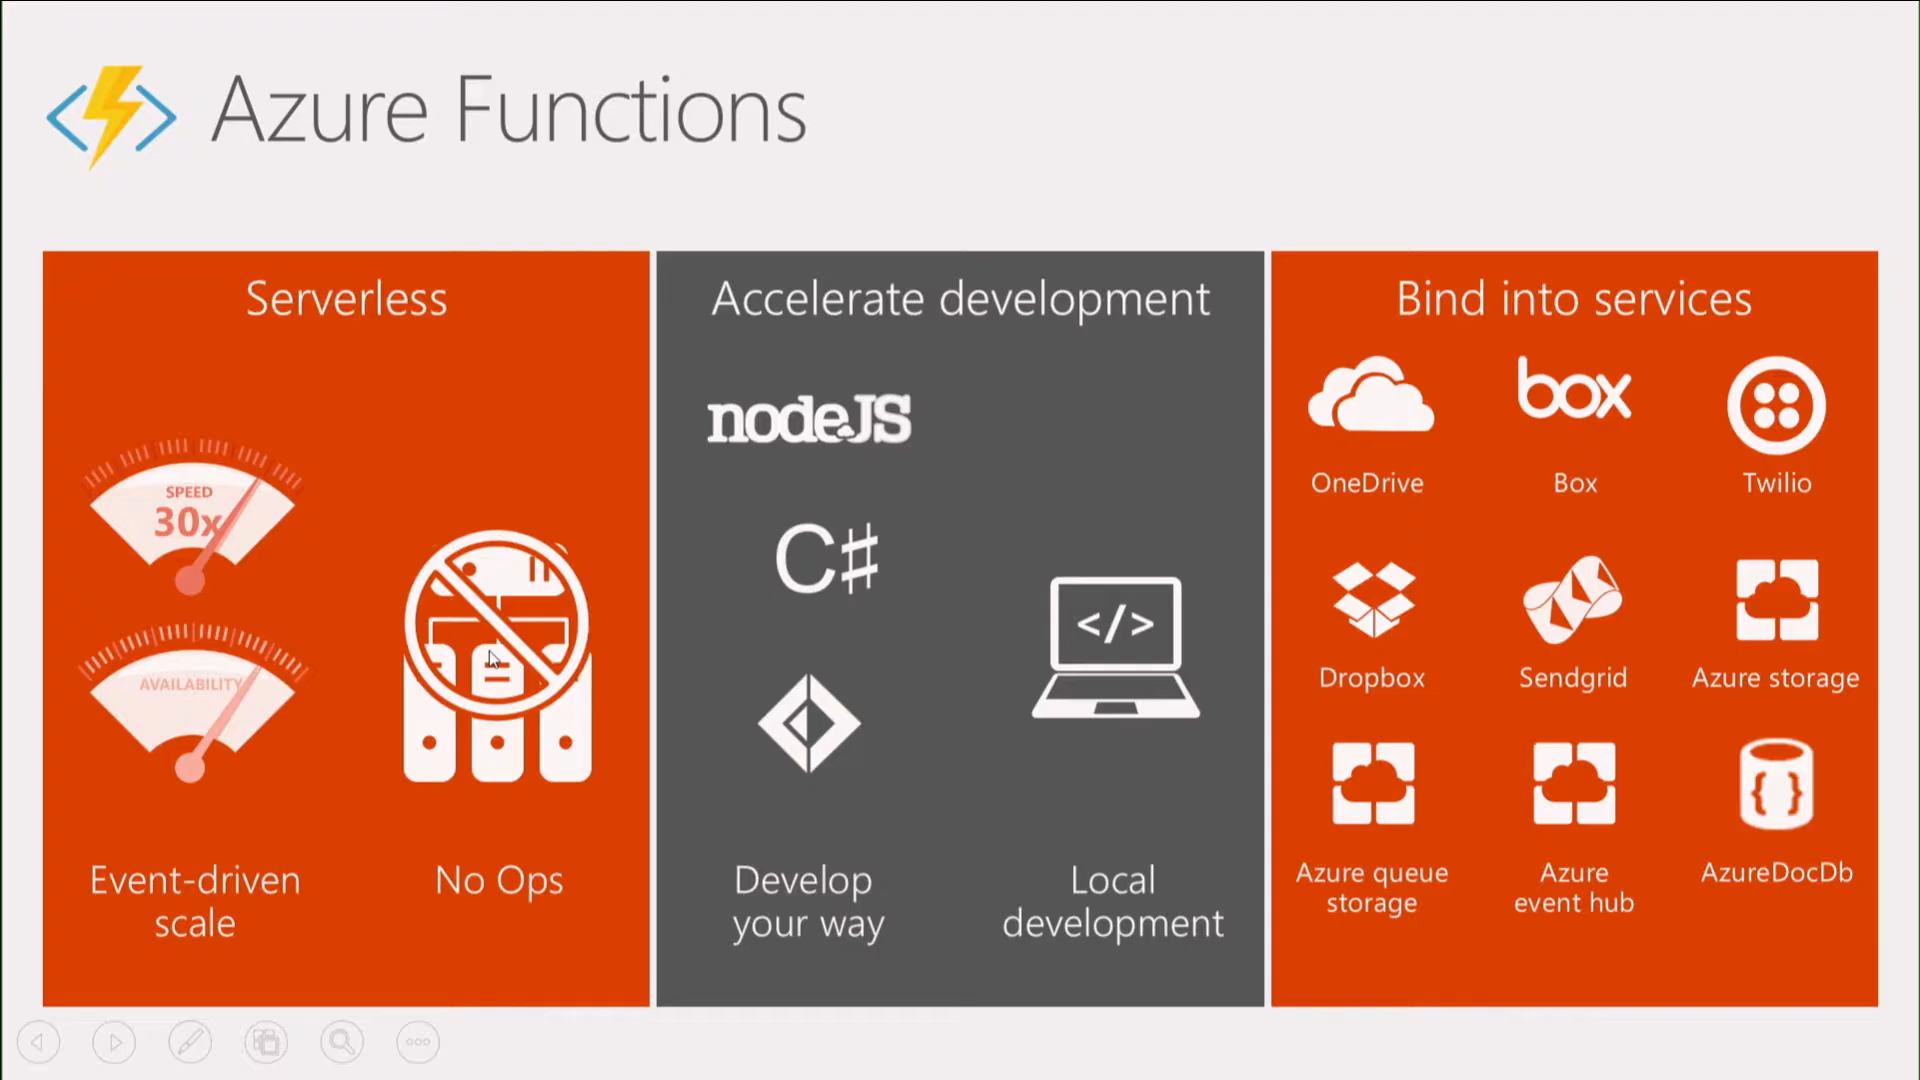 Azure Functions
Serverless
SPEED
30x
AVAILABILITY
Event-driven
scale
No Ops
Accelerate development
nodeJS
C#
</>
Develop
your way
Local
development
Bind into services
box
OneDrive
Box
Twilio
Dropbox
Sendgrid
Azure storage
{ }
Azure queue
storage
Azure
event hub
AzureDocDb